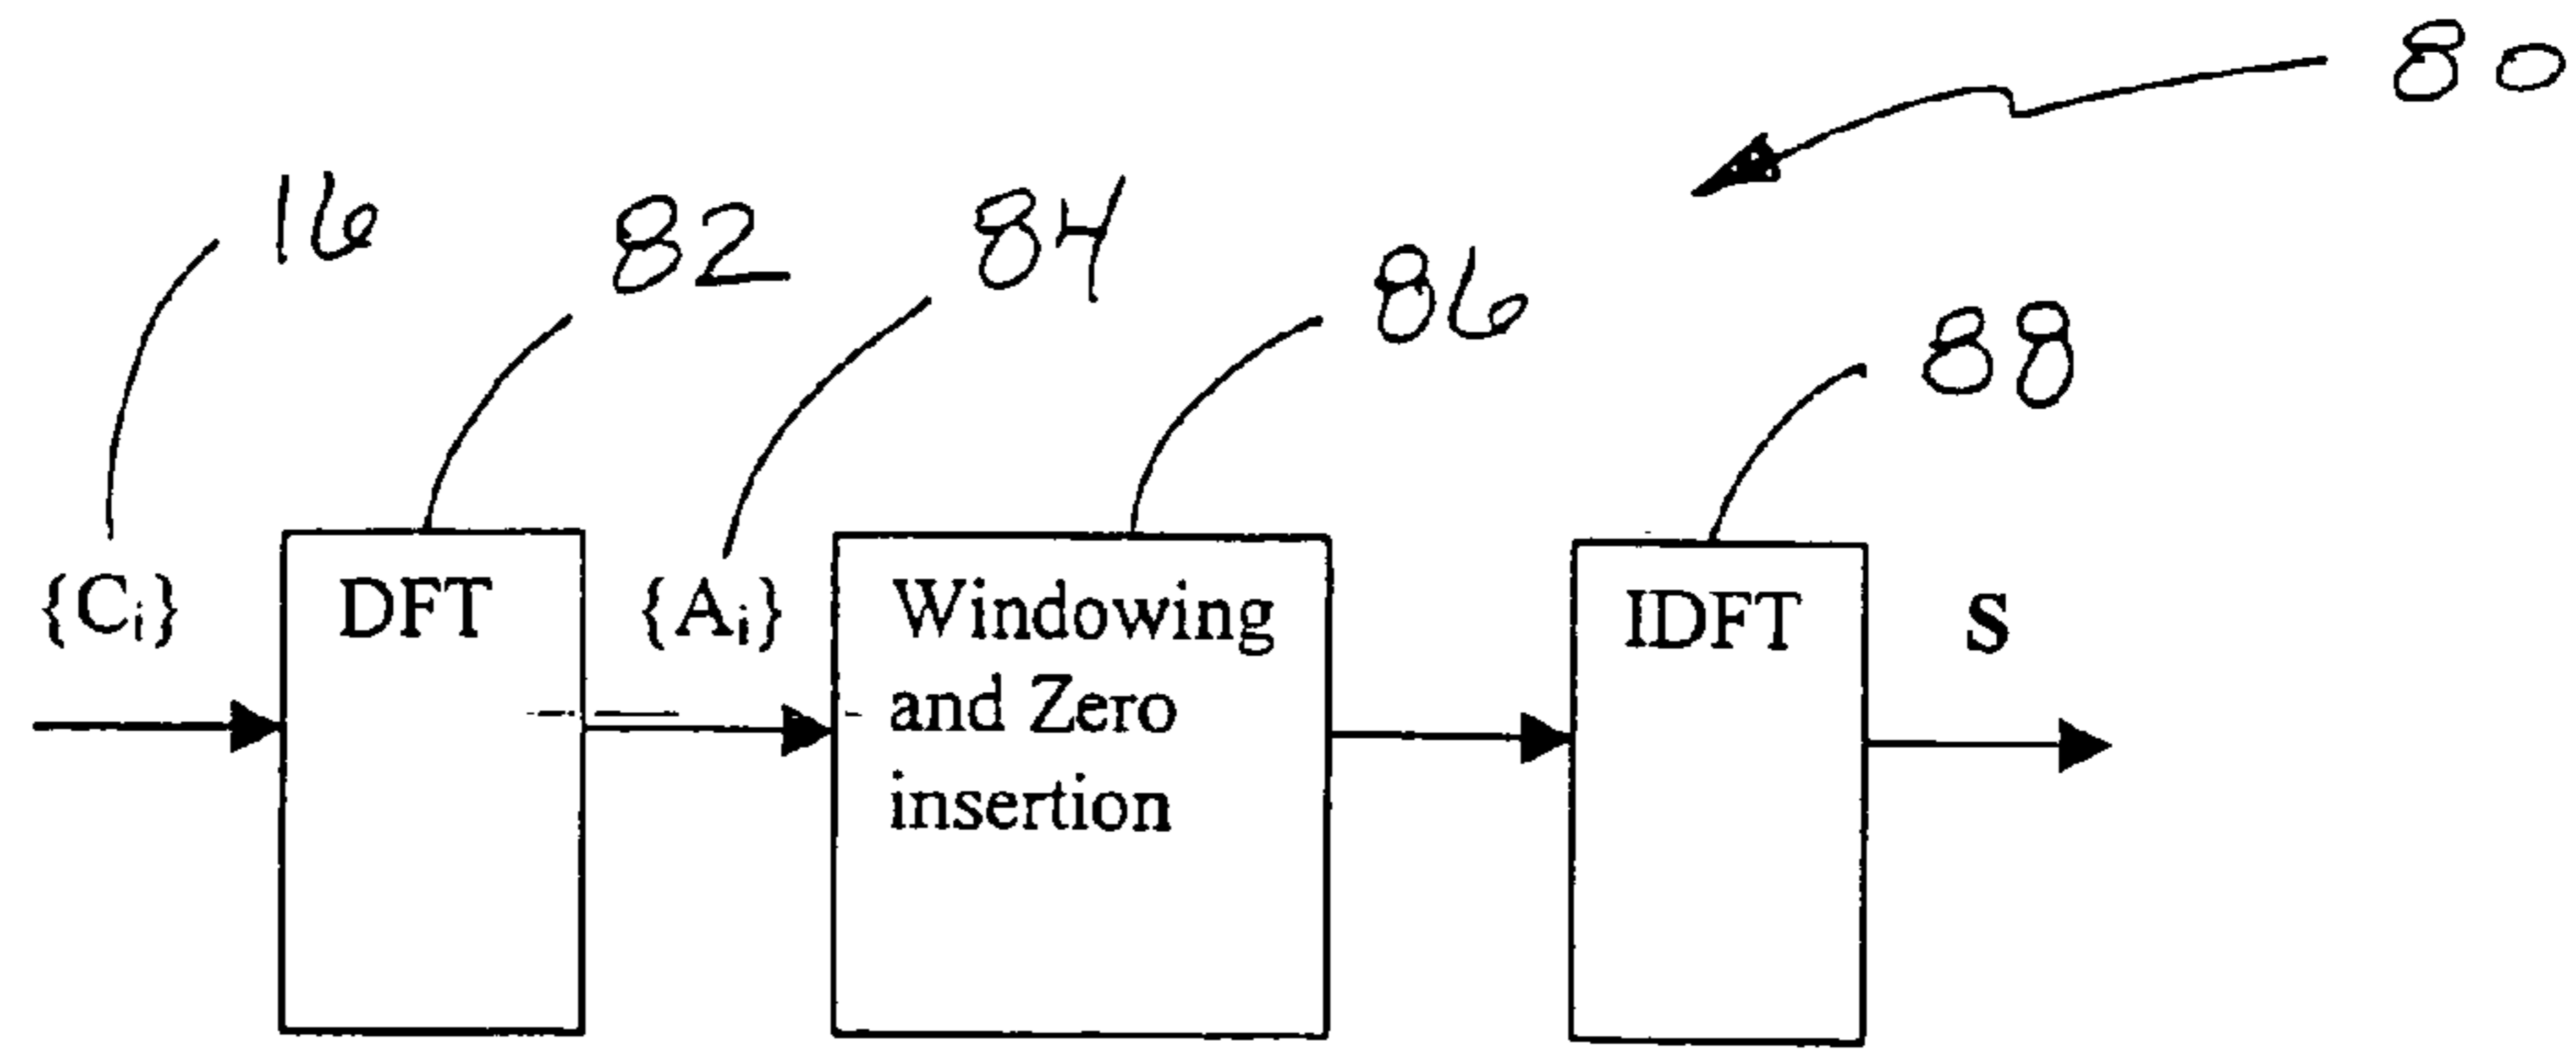 80
16
82
84
86
88
{Ci}
DFT
{Ai}
Windowing
and Zero
insertion
IDFT
S